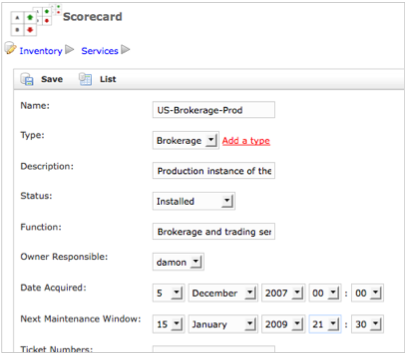 Scorecard
Inventory Services
Save List
Name: US-Brokerage-Prod
Type: Brokerage Add a type
Description: Production instance of the
Status: Installed
Function: Brokerage and trading ser
Owner Responsible: damon
Date Acquired: 5 December 2007 00 : 00
Next Maintenance Window: 15 January 2009 21 : 30
Ticket Numbers: